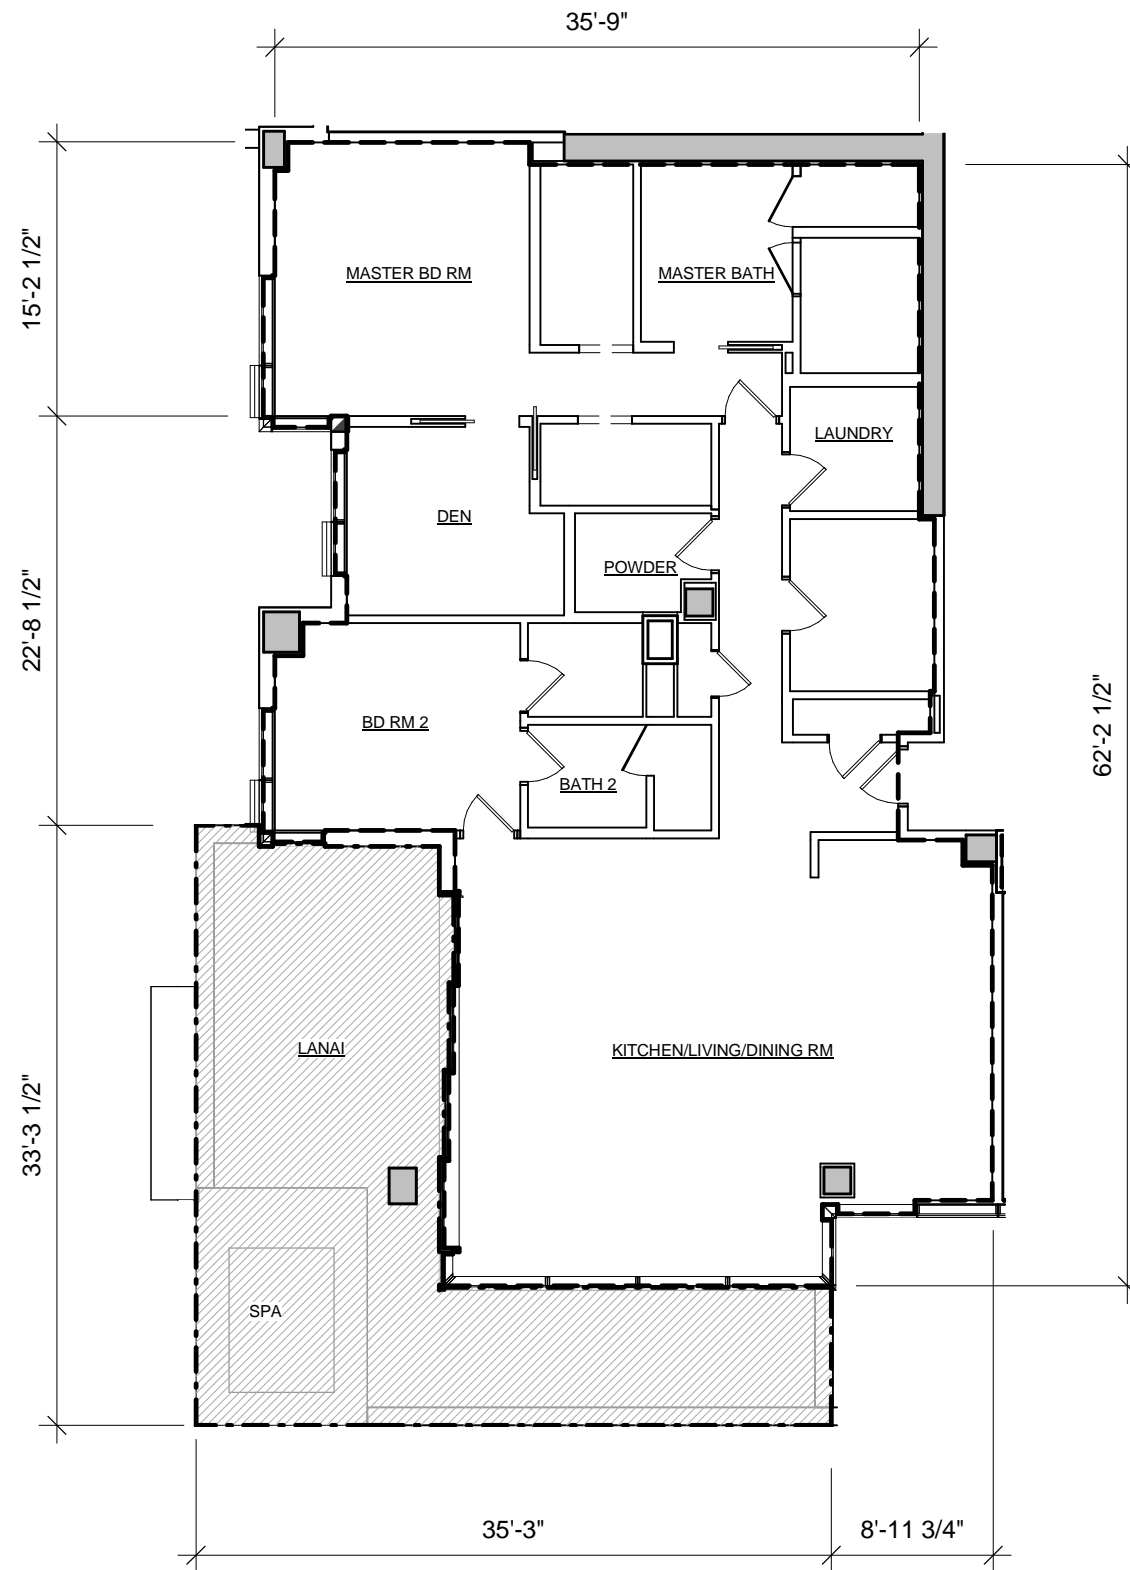 35'-9"
15'-2 1/2"
MASTER BD RM
MASTER BATH
LAUNDRY
DEN
POWDER
22'-8 1/2"
BD RM 2
BATH 2
62'-2 1/2"
LANAI
KITCHEN/LIVING/DINING RM
33'-3 1/2"
SPA
35'-3"
8'-11 3/4"